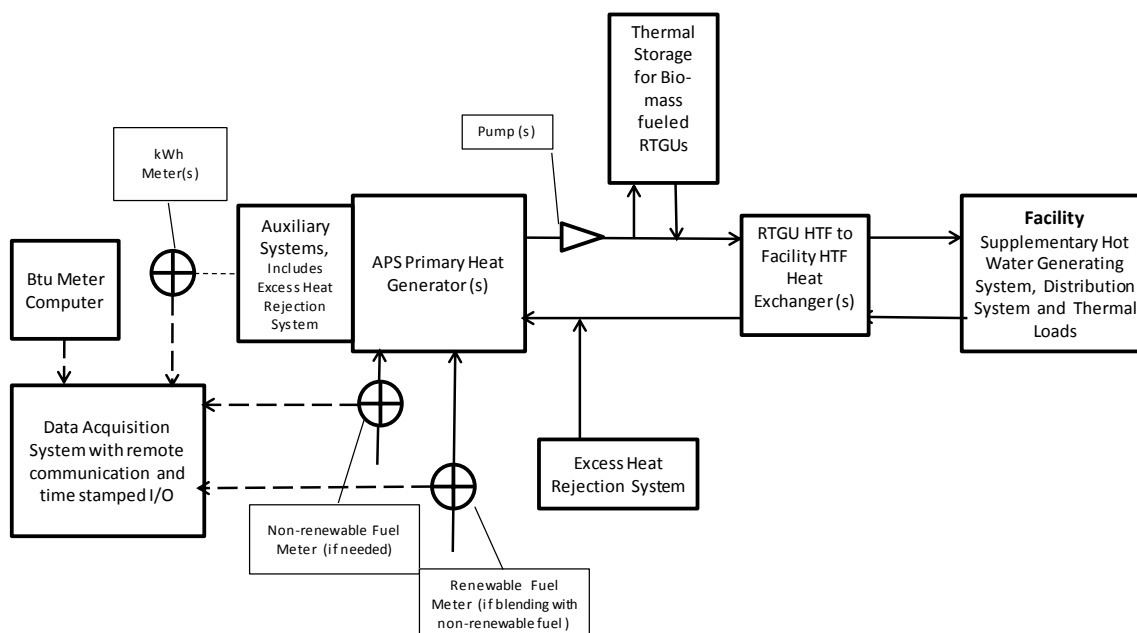 Thermal
Storage
for Bio-
mass
fueled
RTGUs
Pump (s)
kWh
Meter(s)
Auxiliary
Systems,
Includes
Excess Heat
Rejection
System
APS Primary Heat
Generator (s)
RTGU HTF to
Facility HTF
Heat
Exchanger (s)
Facility
Supplementary Hot
Water Generating
System, Distribution
System and Thermal
Loads
Btu Meter
Computer
Data Acquisition
System with remote
communication and
time stamped I/O
Excess Heat
Rejection System
Non-renewable Fuel
Meter (if needed)
Renewable Fuel
Meter (if blending with
non-renewable fuel )